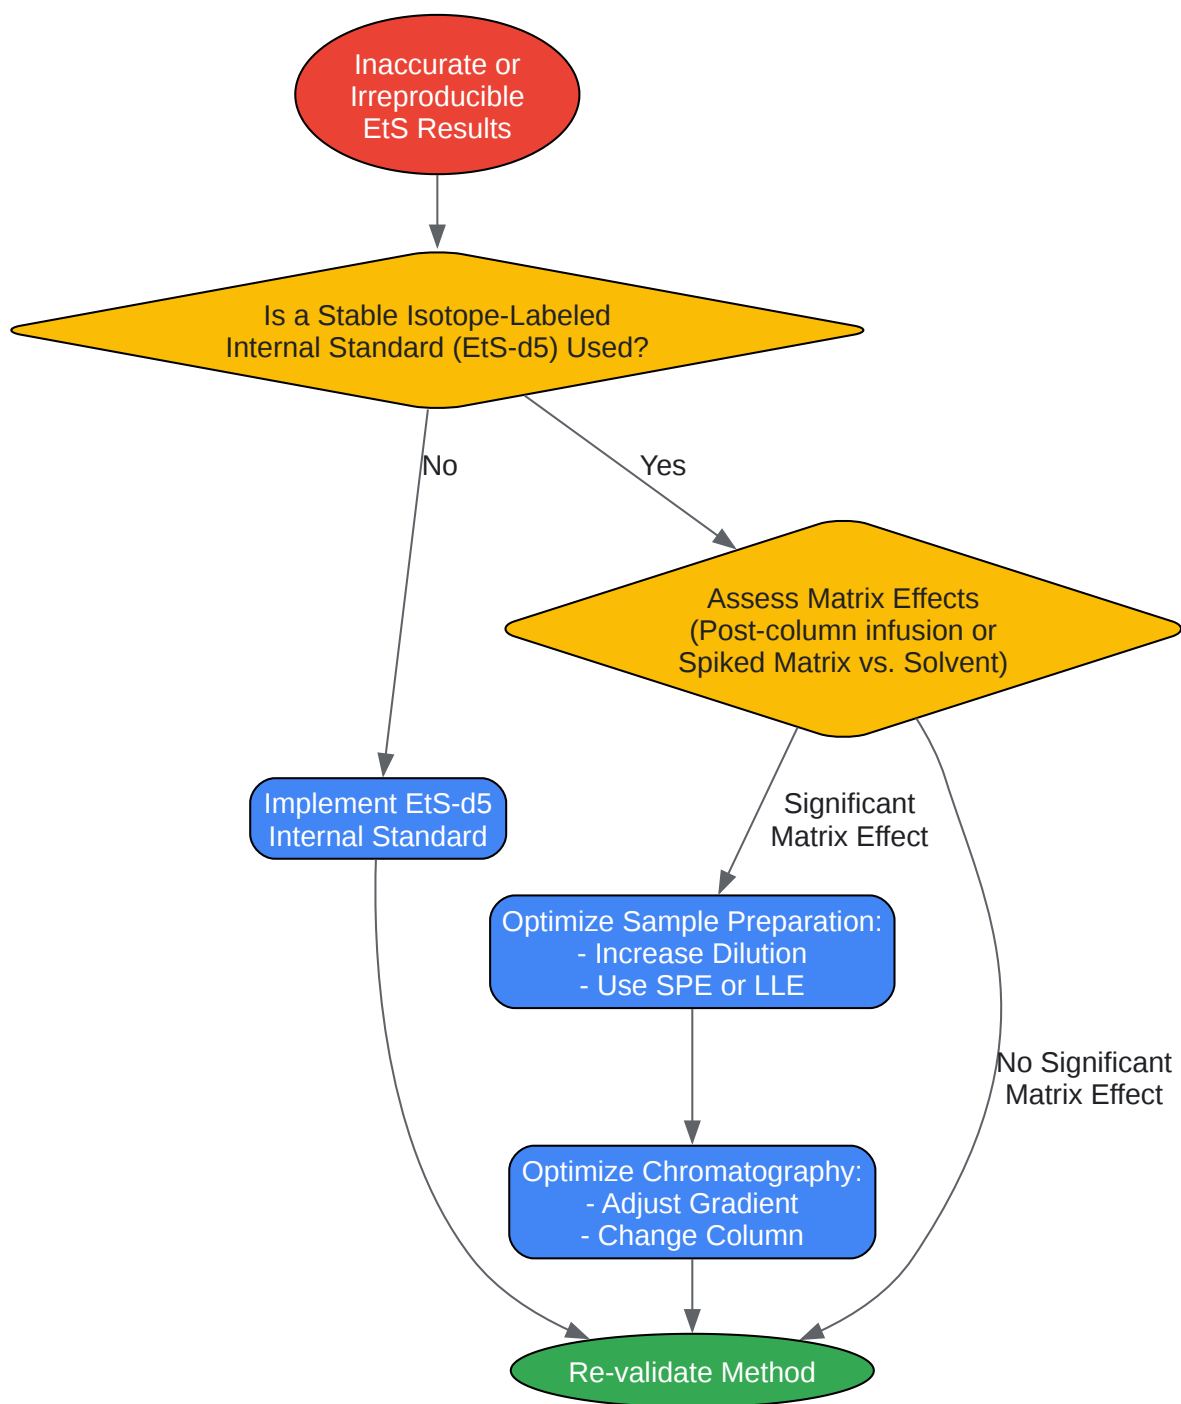 Inaccurate or
Irreproducible
EtS Results
Is a Stable Isotope-Labeled
Internal Standard (EtS-d5) Used?
No
Yes
Assess Matrix Effects
(Post-column infusion or
Spiked Matrix vs. Solvent)
Implement EtS-d5
Internal Standard
Significant
Matrix Effect
Optimize Sample Preparation:
- Increase Dilution
- Use SPE or LLE
No Significant
Matrix Effect
Optimize Chromatography:
- Adjust Gradient
- Change Column
Re-validate Method